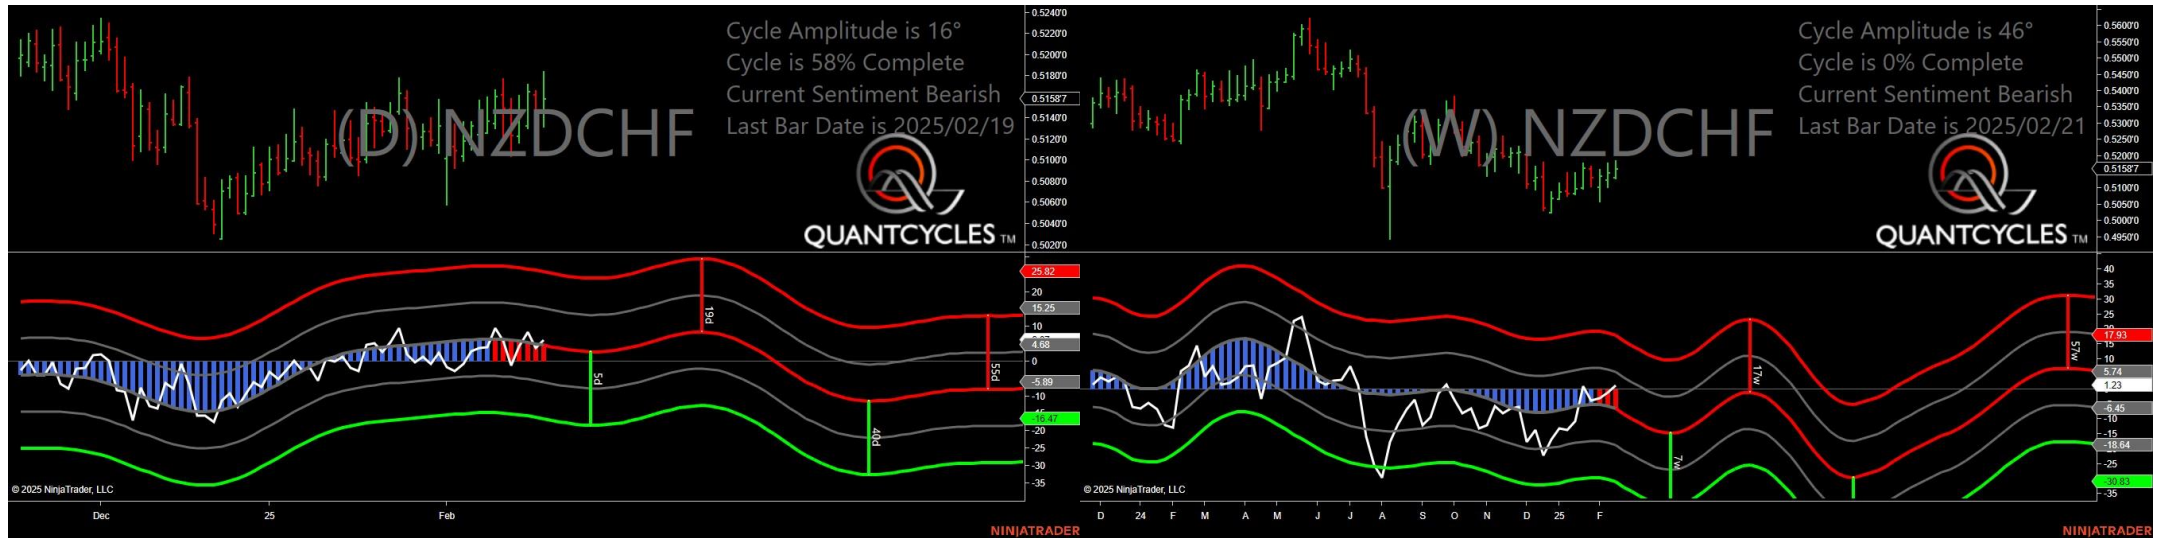 Cycle Amplitude is 16°
Cycle is 58% Complete
Current Sentiment Bearish
Last Bar Date is 2025/02/19
(D) NZDCHF
QUANTCYCLES TM
0.5240'0
0.5220'0
0.5200'0
0.5180'0
0.5158'7
0.5140'0
0.5120'0
0.5100'0
0.5080'0
0.5060'0
0.5040'0
0.5020'0
25.82
20
15.25
10
4.68
0
-5.89
-10
-16.47
-20
-25
-30
-35
5d
19d
40d
55d
© 2025 NinjaTrader, LLC
Dec
25
Feb
NINJATRADER
Cycle Amplitude is 46°
Cycle is 0% Complete
Current Sentiment Bearish
Last Bar Date is 2025/02/21
(W) NZDCHF
QUANTCYCLES TM
0.5600'0
0.5550'0
0.5500'0
0.5450'0
0.5400'0
0.5350'0
0.5300'0
0.5250'0
0.5200'0
0.5158'7
0.5100'0
0.5050'0
0.5000'0
0.4950'0
40
35
30
25
17.93
15
10
5.74
1.23
-6.45
-10
-15
-18.64
-25
-30.83
-35
7w
17w
57w
© 2025 NinjaTrader, LLC
D 24 F M A M J J A S O N D 25 F
NINJATRADER